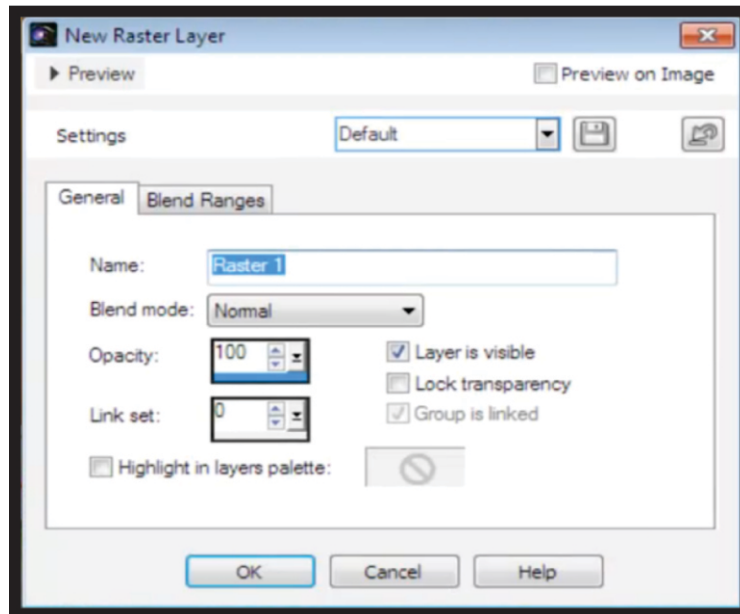 New Raster Layer
Preview
Preview on Image
Settings
Default
General
Blend Ranges
Name:
Raster 1
Blend mode:
Normal
Opacity:
100
Layer is visible
Lock transparency
Link set:
0
Group is linked
Highlight in layers palette:
OK
Cancel
Help